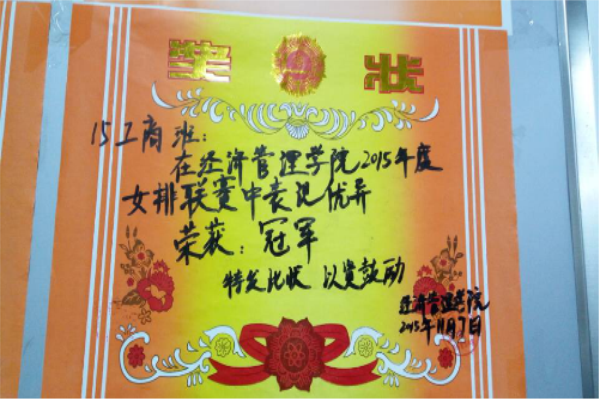 奖状
15工商班：
在经济管理学院2015年度
女排联赛中表现优异
荣获：冠军
特发此状 以资鼓励
经济管理学院
2015年11月7日